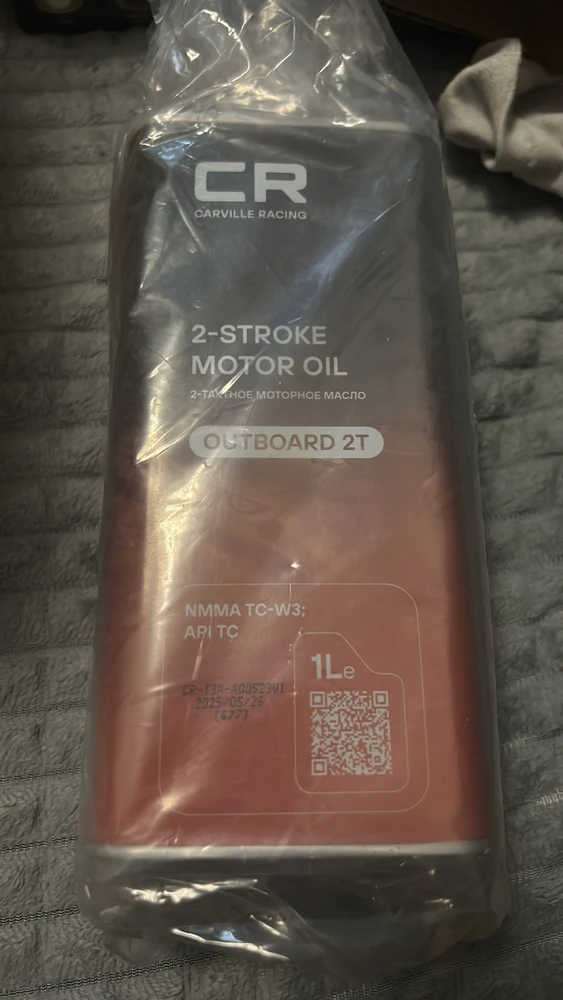 CR
CARVILLE RACING
2-STROKE
MOTOR OIL
2-ТАКТНОЕ МОТОРНОЕ МАСЛО
OUTBOARD 2T
NMMA TC-W3;
API TC
1Le
2025/05/26